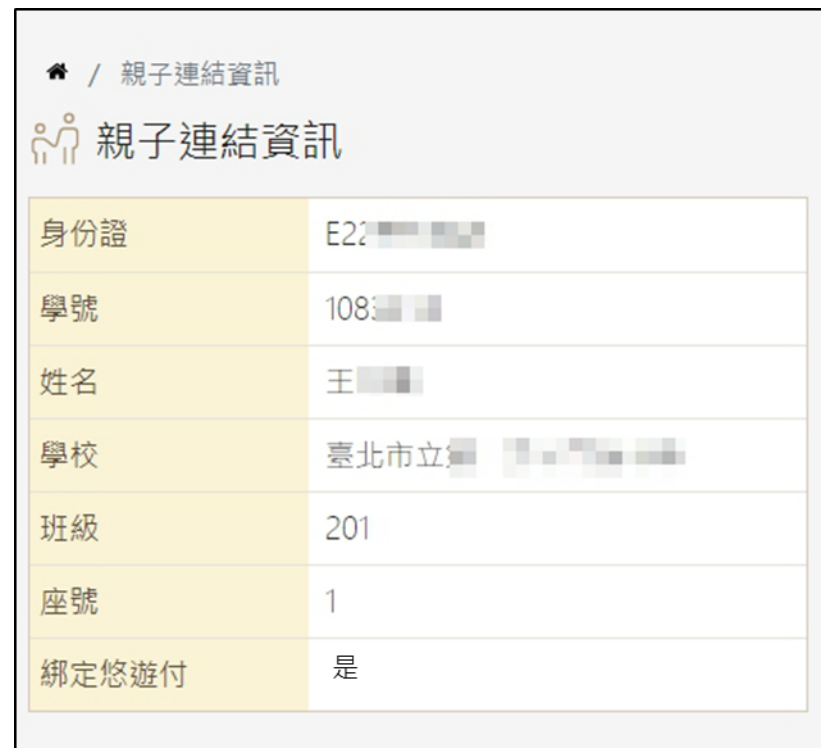 / 親子連結資訊
親子連結資訊
身份證 E22
學號 108
姓名 王
學校 臺北市立
班級 201
座號 1
綁定悠遊付 是